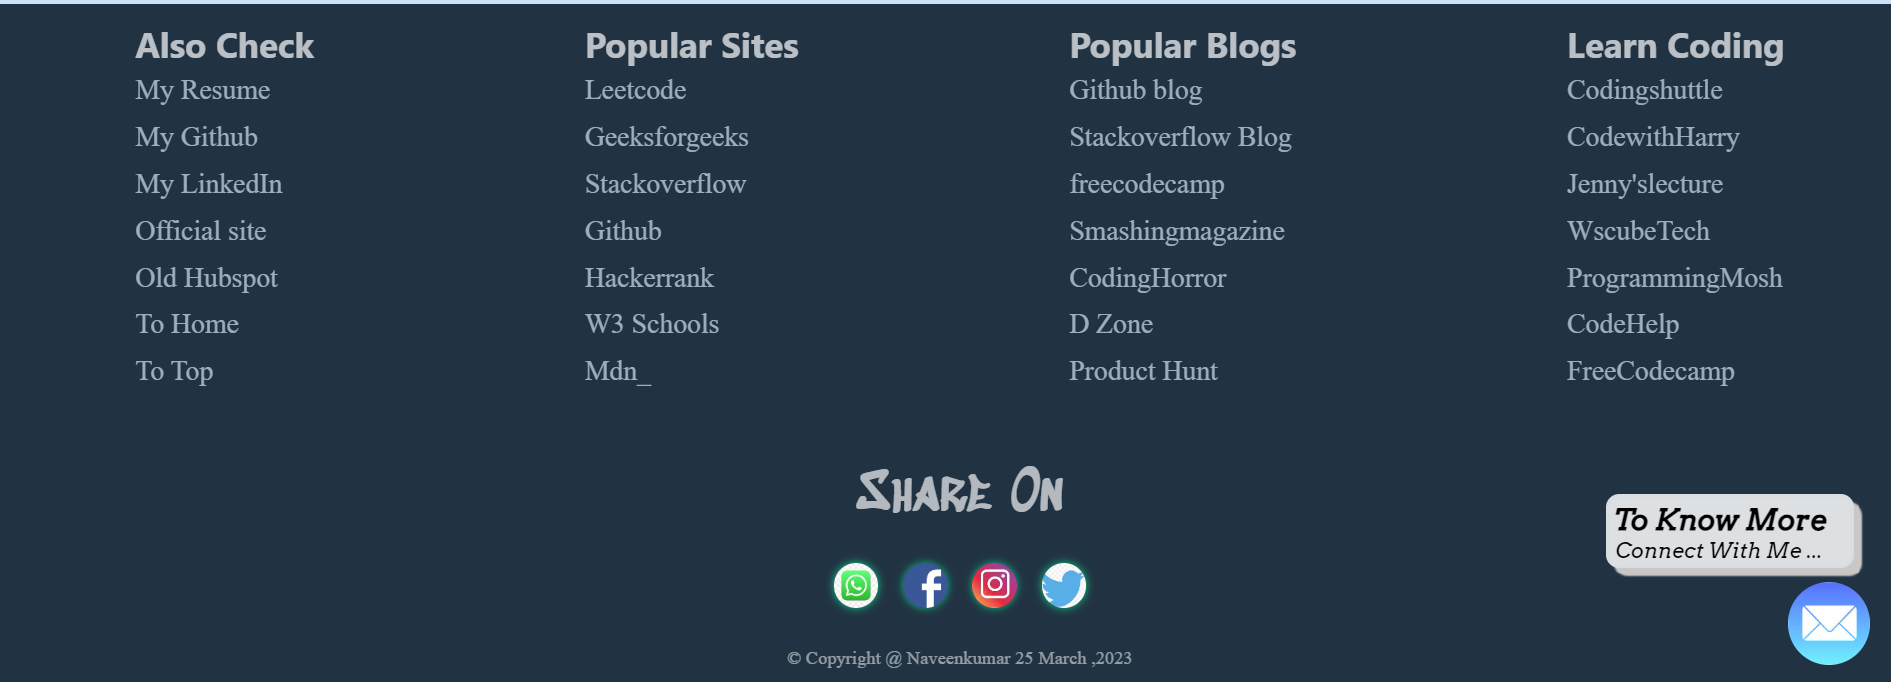 Also Check
My Resume
My Github
My LinkedIn
Official site
Old Hubspot
To Home
To Top
Popular Sites
Leetcode
Geeksforgeeks
Stackoverflow
Github
Hackerrank
W3 Schools
Mdn_
Popular Blogs
Github blog
Stackoverflow Blog
freecodecamp
Smashingmagazine
CodingHorror
D Zone
Product Hunt
Learn Coding
Codingshuttle
CodewithHarry
Jenny'slecture
WscubeTech
ProgrammingMosh
CodeHelp
FreeCodecamp
Share On
To Know More
Connect With Me ...
© Copyright @ Naveenkumar 25 March ,2023